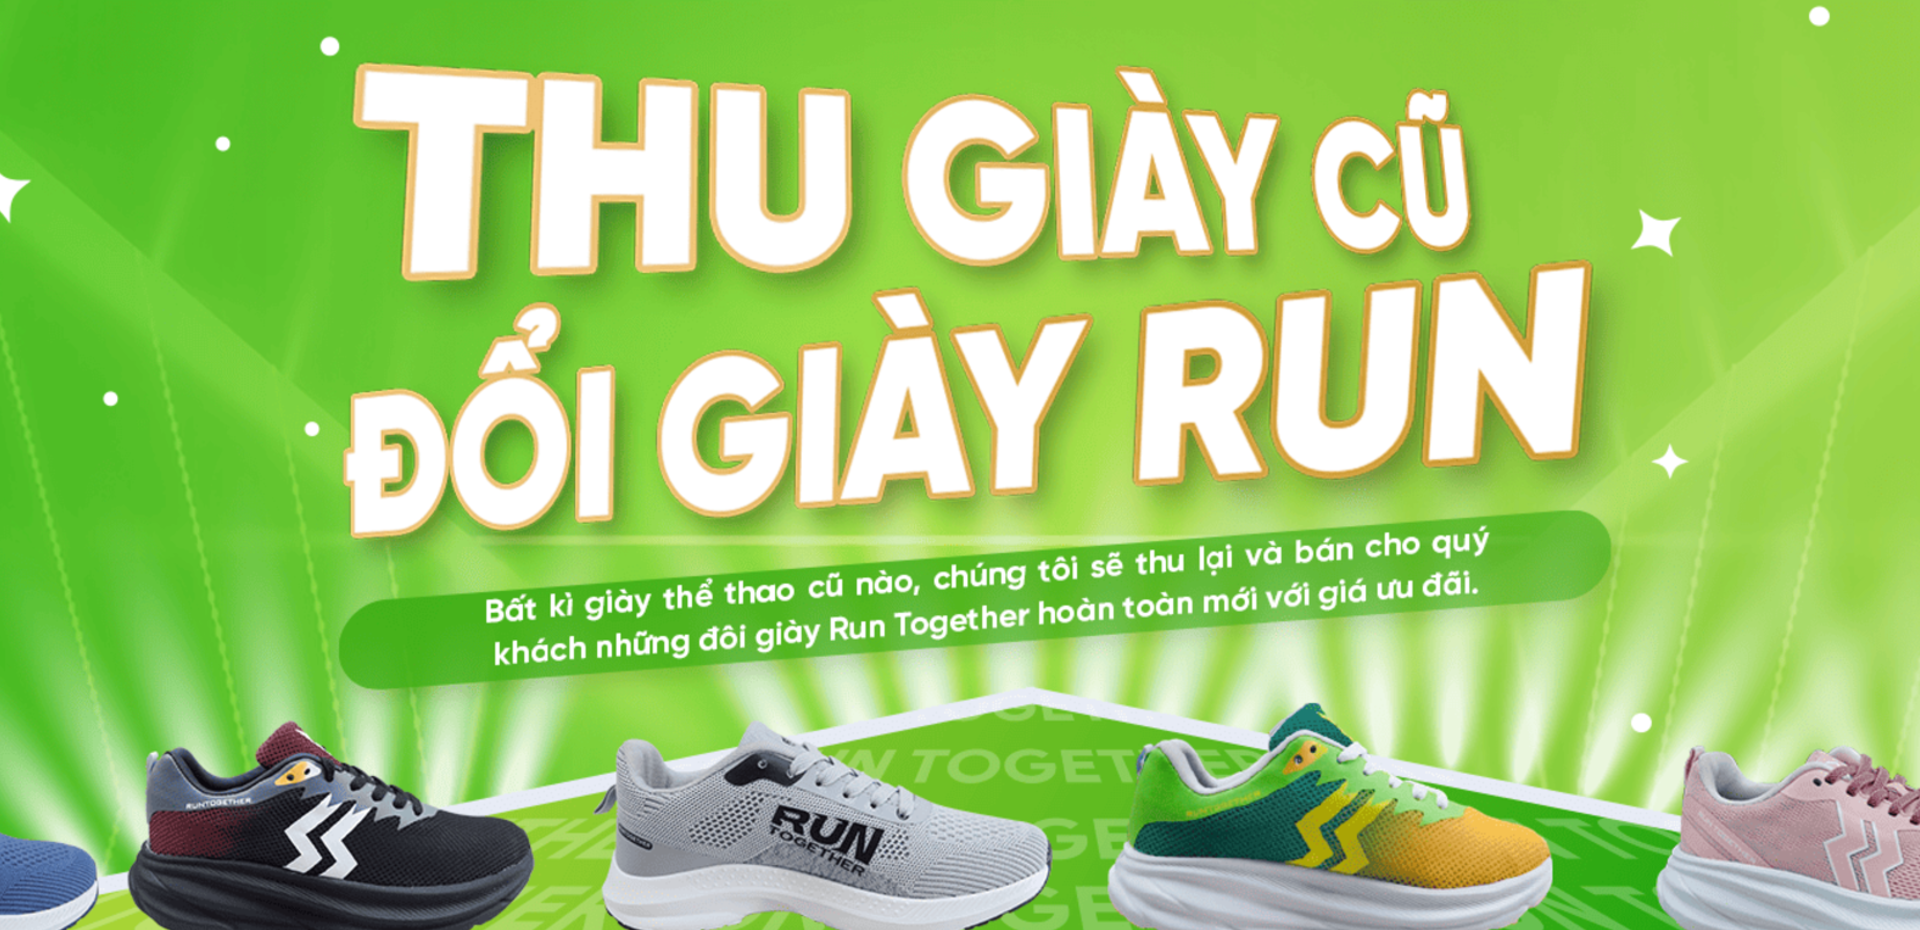 THU GIÀY CŨ
ĐỔI GIÀY RUN
Bất kì giày thể thao cũ nào, chúng tôi sẽ thu lại và bán cho quý
khách những đôi giày Run Together hoàn toàn mới với giá ưu đãi.
RUNTOGETHER
RUN
TOGETHER